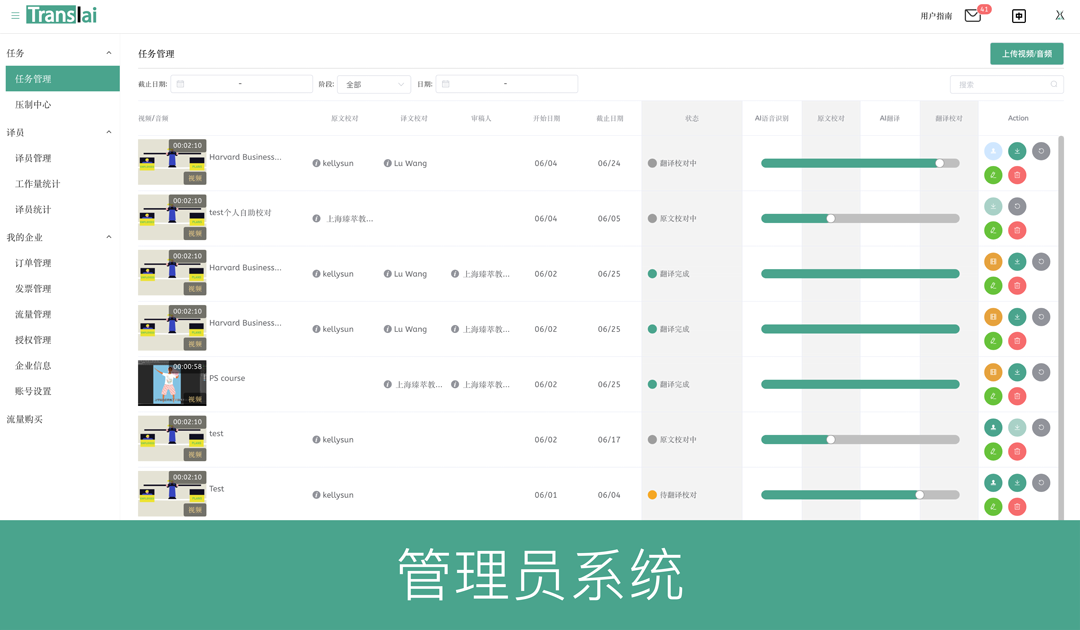 Translai
用户指南
41
中
任务
任务管理
压制中心
译员
译员管理
工作量统计
译员统计
我的企业
订单管理
发票管理
流量管理
授权管理
企业信息
账号设置
流量购买
任务管理
上传视频/音频
截止日期: - 阶段: 全部 日期: -
搜索
视频/音频 原文校对 译文校对 审稿人 开始日期 截止日期 状态 AI语音识别 原文校对 AI翻译 翻译校对 Action
00:02:10 视频 Harvard Business... kellysun Lu Wang 06/04 06/24 翻译校对中
00:02:10 视频 test个人自助校对 上海臻萃教... 06/04 06/05 原文校对中
00:02:10 视频 Harvard Business... kellysun Lu Wang 上海臻萃教... 06/02 06/25 翻译完成
00:02:10 视频 Harvard Business... kellysun Lu Wang 上海臻萃教... 06/02 06/25 翻译完成
00:00:58 视频 PS course 上海臻萃教... 上海臻萃教... 06/02 06/25 翻译完成
00:02:10 视频 test kellysun 06/02 06/17 原文校对中
00:02:10 视频 Test kellysun 06/01 06/04 待翻译校对
管理员系统